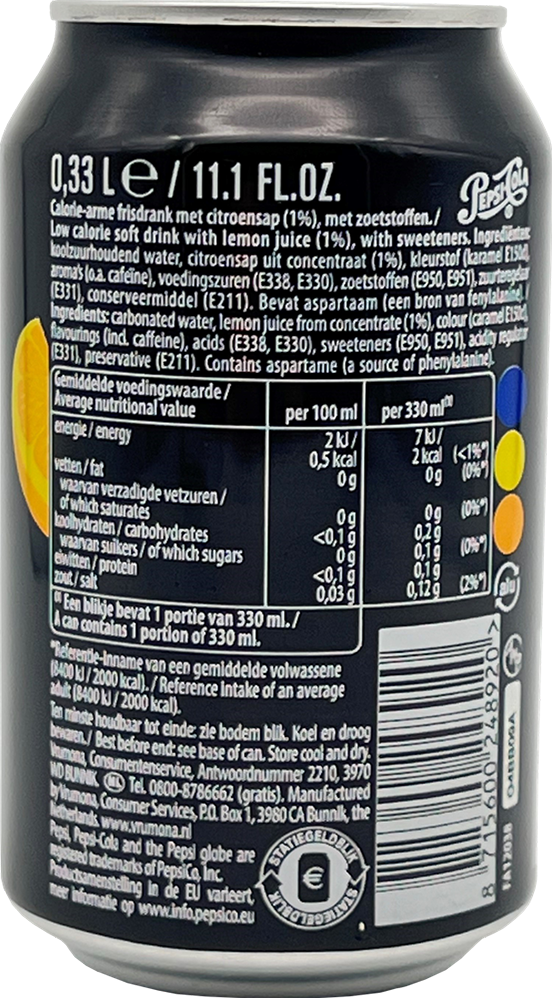 0,33 L e / 11.1 FL.OZ.
PEPSI-COLA ®
Calorie-arme frisdrank met citroensap (1%), met zoetstoffen. /
Low calorie soft drink with lemon juice (1%), with sweeteners. Ingrediënten:
koolzuurhoudend water, citroensap uit concentraat (1%), kleurstof (karamel E150d),
aroma's (o.a. cafeïne), voedingszuren (E338, E330), zoetstoffen (E950, E951), zuurteregelaar
(E331), conserveermiddel (E211). Bevat aspartaam (een bron van fenylalanine). /
Ingredients: carbonated water, lemon juice from concentrate (1%), colour (caramel E150d),
flavourings (incl. caffeine), acids (E338, E330), sweeteners (E950, E951), acidity regulator
(E331), preservative (E211). Contains aspartame (a source of phenylalanine).
Gemiddelde voedingswaarde /
Average nutritional value per 100 ml per 330 ml(1)
energie / energy 2 kJ / 7 kJ /
0,5 kcal 2 kcal (<1%*)
vetten / fat 0 g 0 g (0%*)
waarvan verzadigde vetzuren /
of which saturates 0 g 0 g (0%*)
koolhydraten / carbohydrates <0,1 g 0,2 g
waarvan suikers / of which sugars 0 g 0,1 g (0%*)
eiwitten / protein <0,1 g 0,1 g
zout / salt 0,03 g 0,12 g (2%*)
(1) Een blikje bevat 1 portie van 330 ml. /
A can contains 1 portion of 330 ml.
*Referentie-inname van een gemiddelde volwassene
(8400 kJ / 2000 kcal). / Reference intake of an average
adult (8400 kJ / 2000 kcal).
Ten minste houdbaar tot einde: zie bodem blik. Koel en droog
bewaren. / Best before end: see base of can. Store cool and dry.
Vrumona, Consumentenservice, Antwoordnummer 2210, 3970
WD BUNNIK. NL Tel. 0800-8786662 (gratis). Manufactured
by Vrumona, Consumer Services, P.O. Box 1, 3980 CA Bunnik, the
Netherlands. www.vrumona.nl
Pepsi, Pepsi-Cola and the Pepsi globe are
registered trademarks of PepsiCo, Inc.
Productsamenstelling in de EU varieert,
meer informatie op www.info.pepsico.eu
STATIEGELDBLIK
€
STATIEGELDBLIK
alu
04BB09A
FA12018
8 715600 248920 >